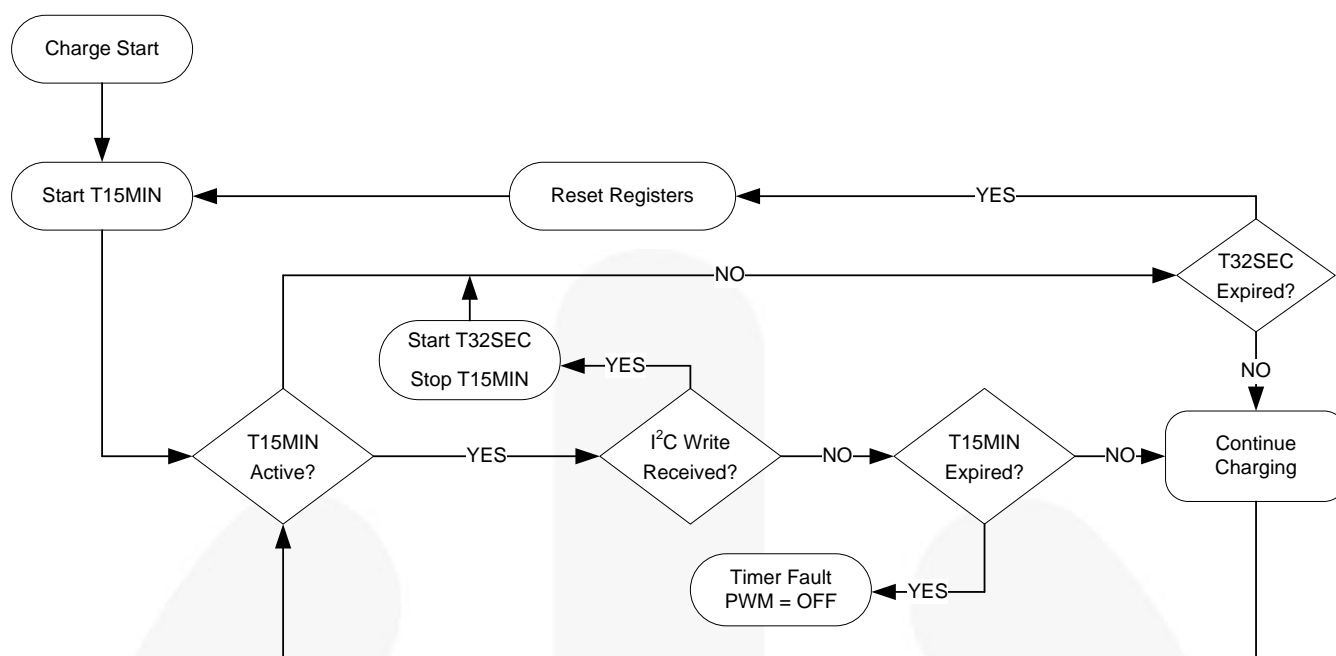 Charge Start
Start T15MIN
Reset Registers
YES
T32SEC
Expired?
NO
Start T32SEC
Stop T15MIN
YES
NO
T15MIN
Active?
YES
I²C Write
Received?
NO
T15MIN
Expired?
NO
Continue
Charging
Timer Fault
PWM = OFF
YES